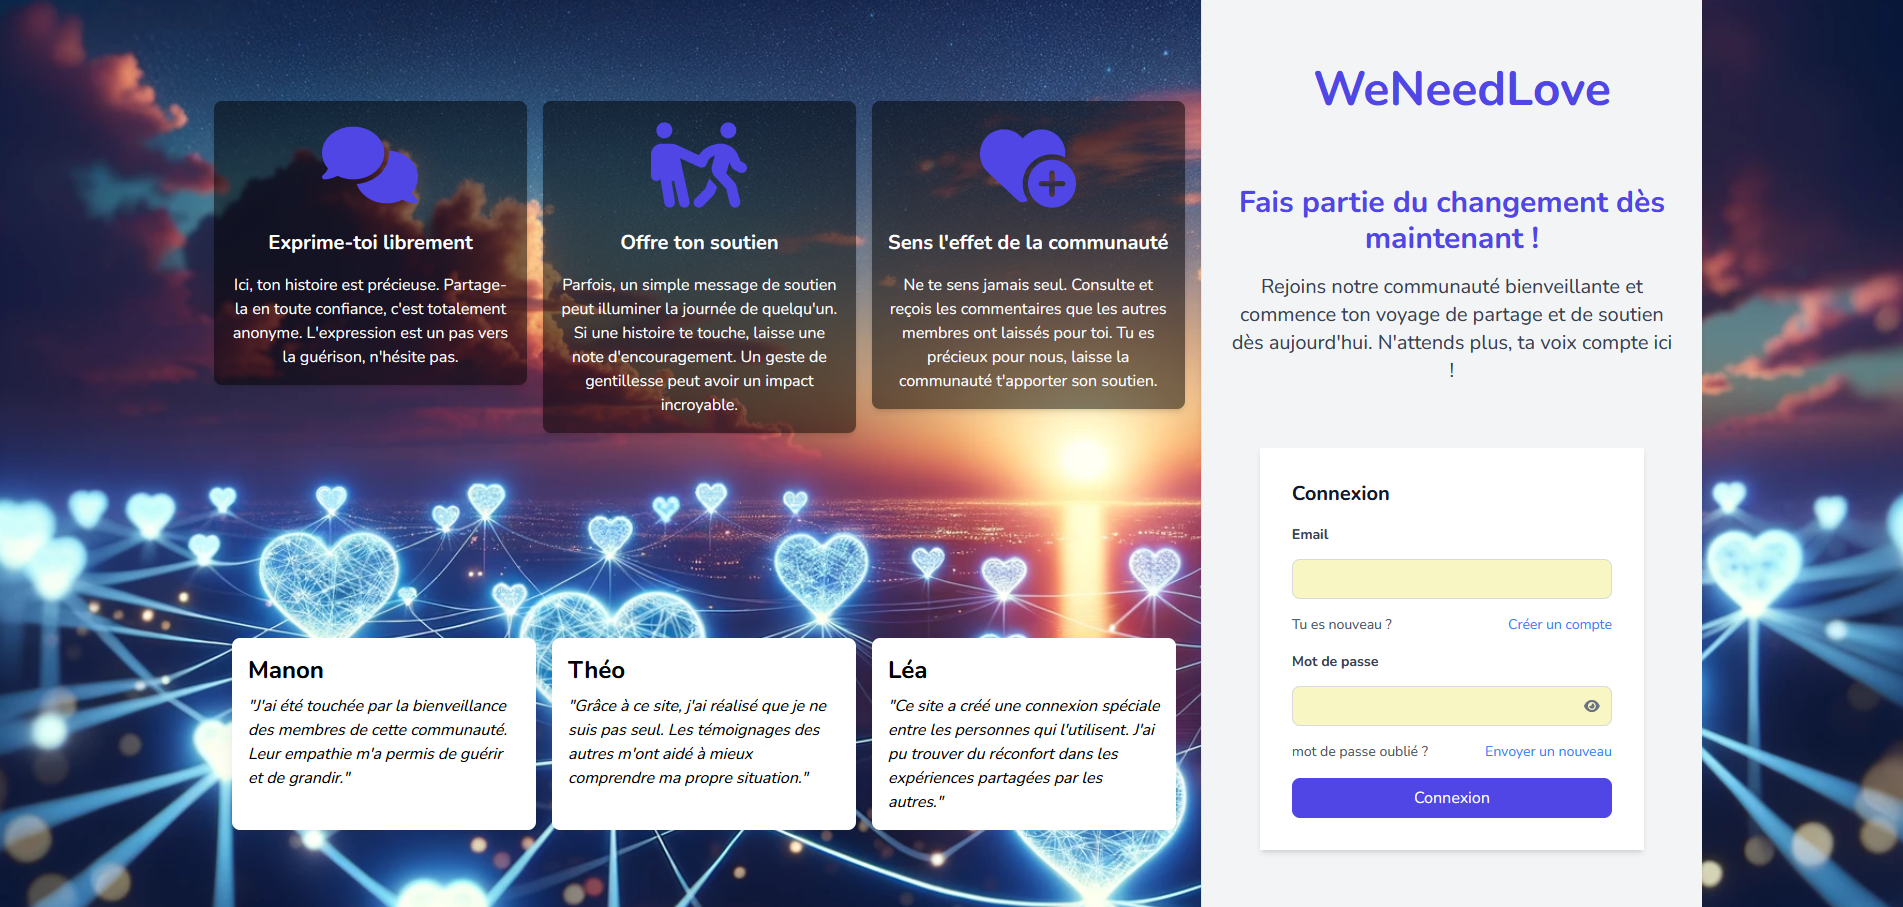 Exprime-toi librement
Ici, ton histoire est précieuse. Partage-
la en toute confiance, c'est totalement
anonyme. L'expression est un pas vers
la guérison, n'hésite pas.
Offre ton soutien
Parfois, un simple message de soutien
peut illuminer la journée de quelqu'un.
Si une histoire te touche, laisse une
note d'encouragement. Un geste de
gentillesse peut avoir un impact
incroyable.
Sens l'effet de la communauté
Ne te sens jamais seul. Consulte et
reçois les commentaires que les autres
membres ont laissés pour toi. Tu es
précieux pour nous, laisse la
communauté t'apporter son soutien.
Manon
"J'ai été touchée par la bienveillance
des membres de cette communauté.
Leur empathie m'a permis de guérir
et de grandir."
Théo
"Grâce à ce site, j'ai réalisé que je ne
suis pas seul. Les témoignages des
autres m'ont aidé à mieux
comprendre ma propre situation."
Léa
"Ce site a créé une connexion spéciale
entre les personnes qui l'utilisent. J'ai
pu trouver du réconfort dans les
expériences partagées par les
autres."
WeNeedLove
Fais partie du changement dès
maintenant !
Rejoins notre communauté bienveillante et
commence ton voyage de partage et de soutien
dès aujourd'hui. N'attends plus, ta voix compte ici
!
Connexion
Email
Tu es nouveau ? Créer un compte
Mot de passe
mot de passe oublié ? Envoyer un nouveau
Connexion